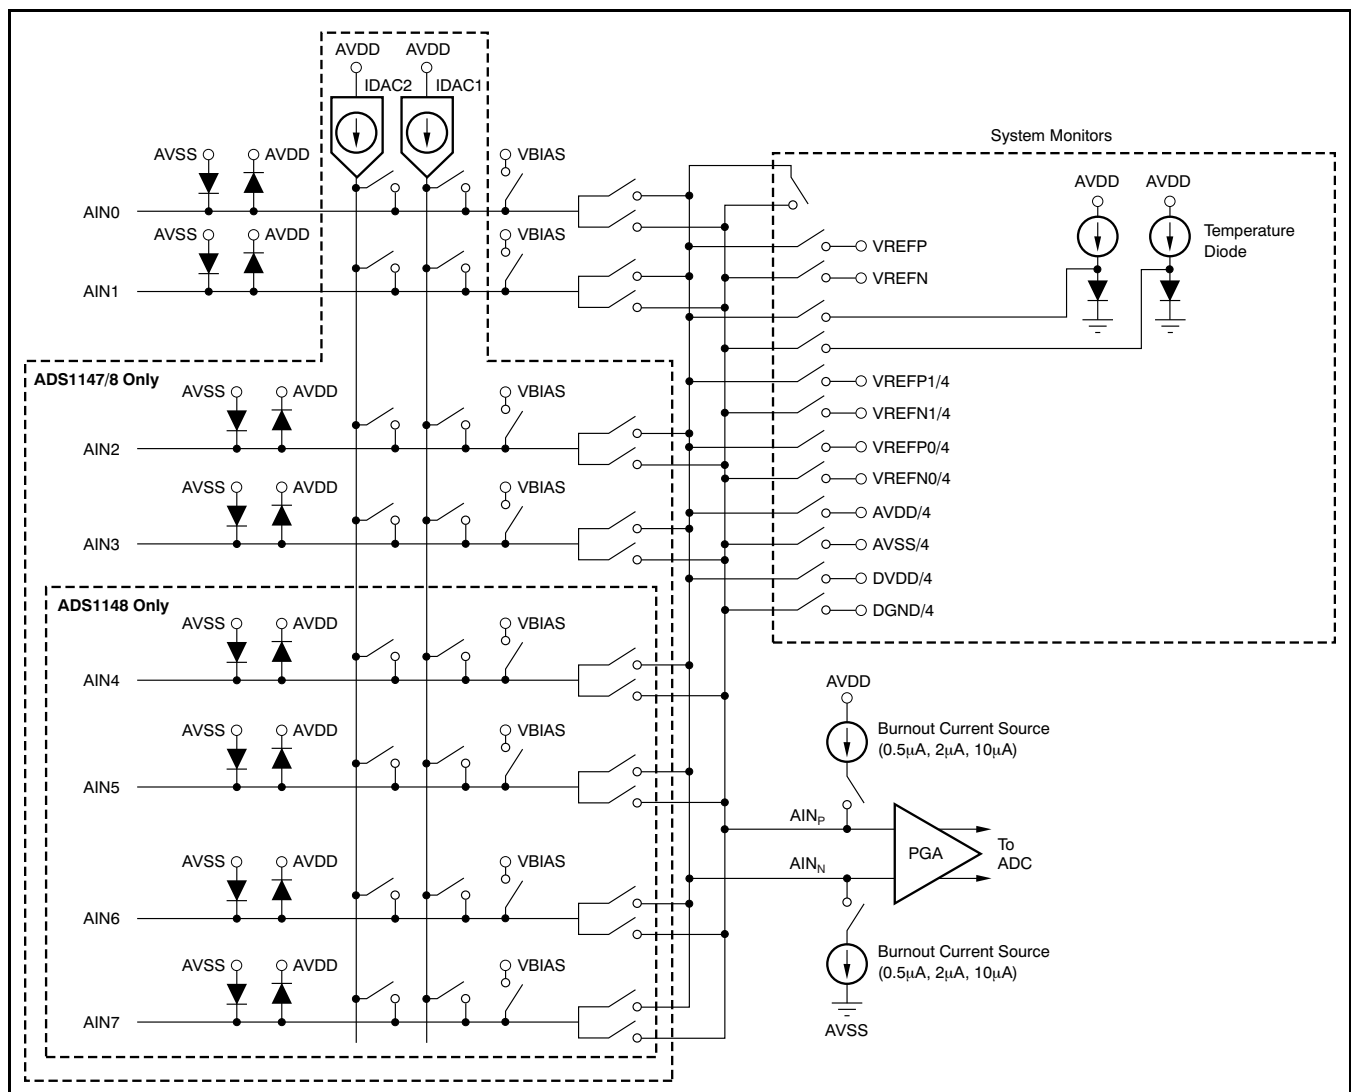 AVDD AVDD
IDAC2 IDAC1
System Monitors
AVSS AVDD VBIAS
AVDD AVDD
AIN0
Temperature
Diode
AVSS AVDD VBIAS
VREFP
VREFN
AIN1
ADS1147/8 Only
VREFP1/4
AVSS AVDD VBIAS
VREFN1/4
AIN2
VREFP0/4
VREFN0/4
AVSS AVDD VBIAS
AVDD/4
AIN3
AVSS/4
DVDD/4
ADS1148 Only
DGND/4
AVSS AVDD VBIAS
AIN4
AVDD
AVSS AVDD VBIAS
Burnout Current Source
(0.5μA, 2μA, 10μA)
AIN5
AINP
PGA
To
ADC
AVSS AVDD VBIAS
AINN
AIN6
Burnout Current Source
(0.5μA, 2μA, 10μA)
AVSS AVDD VBIAS
AIN7
AVSS